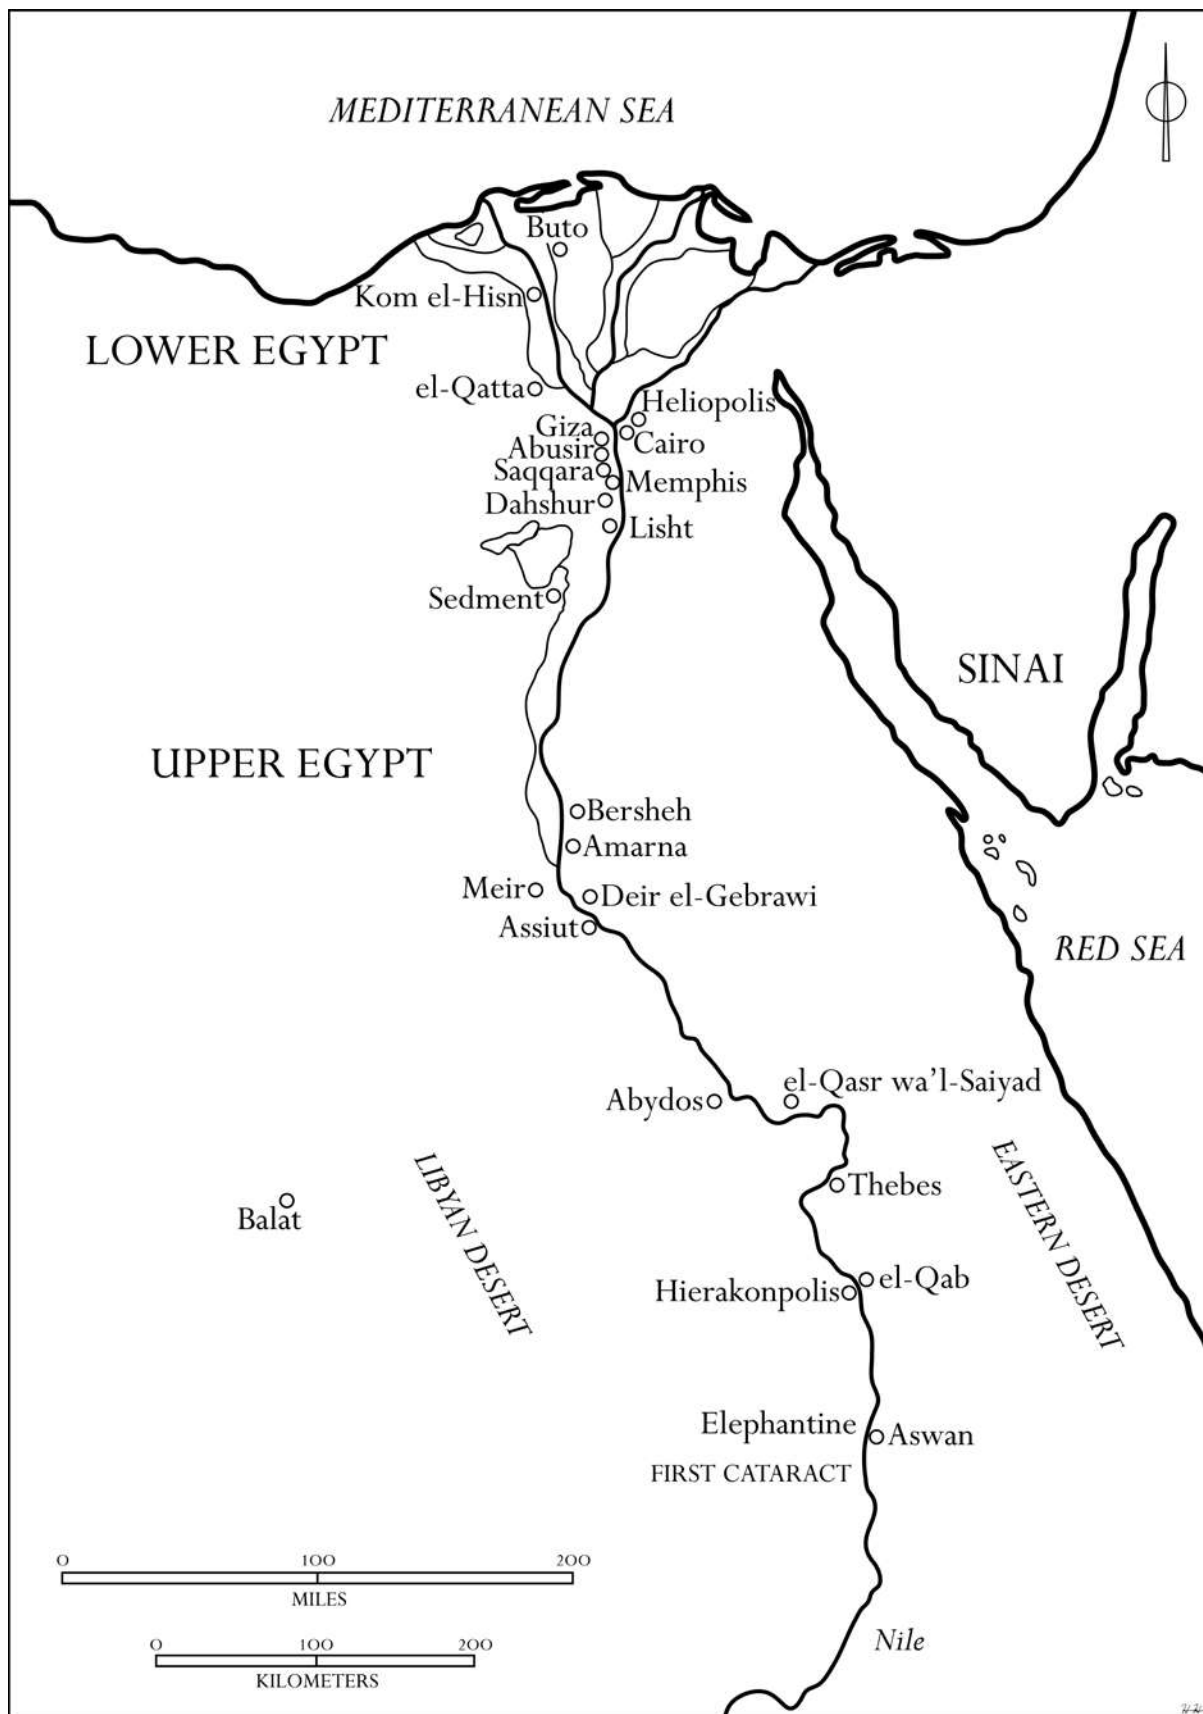 MEDITERRANEAN SEA
Buto
Kom el-Hisn
LOWER EGYPT
el-Qatta
Heliopolis
Giza
Cairo
Abusir
Saqqara
Memphis
Dahshur
Lisht
Sedment
SINAI
UPPER EGYPT
Bersheh
Amarna
Meir
Deir el-Gebrawi
Assiut
RED SEA
el-Qasr wa’l-Saiyad
Abydos
LIBYAN DESERT
EASTERN DESERT
Thebes
Balat
el-Qab
Hierakonpolis
Elephantine
Aswan
FIRST CATARACT
0 100 200
MILES
Nile
0 100 200
KILOMETERS